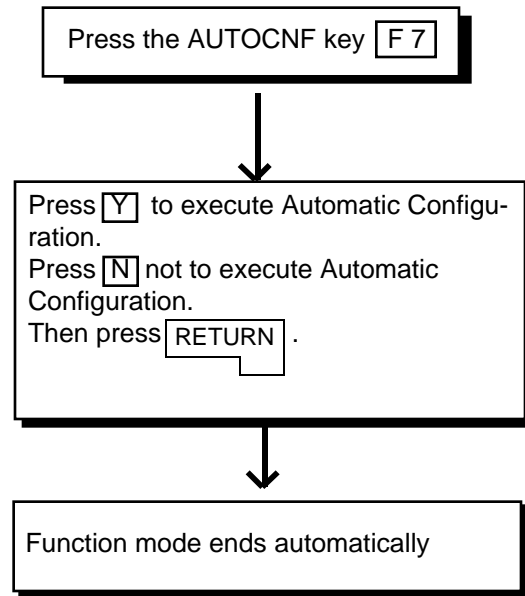 Press the AUTOCNF key F 7
Press Y to execute Automatic Configu-
ration.
Press N not to execute Automatic
Configuration.
Then press RETURN .
Function mode ends automatically